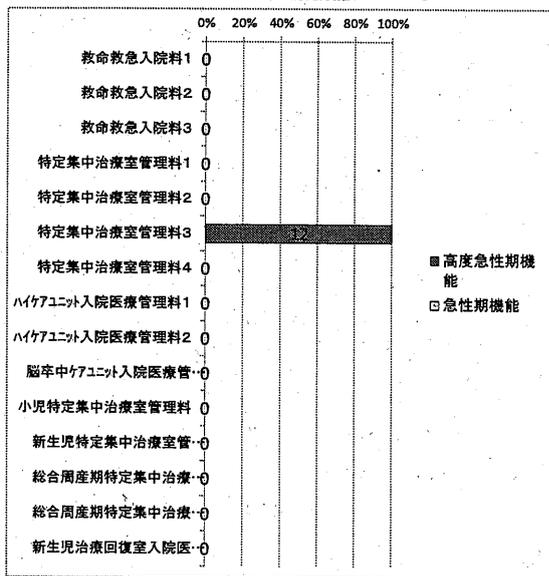 0% 20% 40% 60% 80% 100%
救命救急入院料1 0
救命救急入院料2 0
救命救急入院料3 0
特定集中治療室管理料1 0
特定集中治療室管理料2 0
特定集中治療室管理料3 12
特定集中治療室管理料4 0
ハイケアユニット入院医療管理料1 0
ハイケアユニット入院医療管理料2 0
脳卒中ケアユニット入院医療管… 0
小児特定集中治療室管理料 0
新生児特定集中治療室管… 0
総合周産期特定集中治療… 0
総合周産期特定集中治療… 0
新生児治療回復室入院医… 0
高度急性期機
能
急性期機能